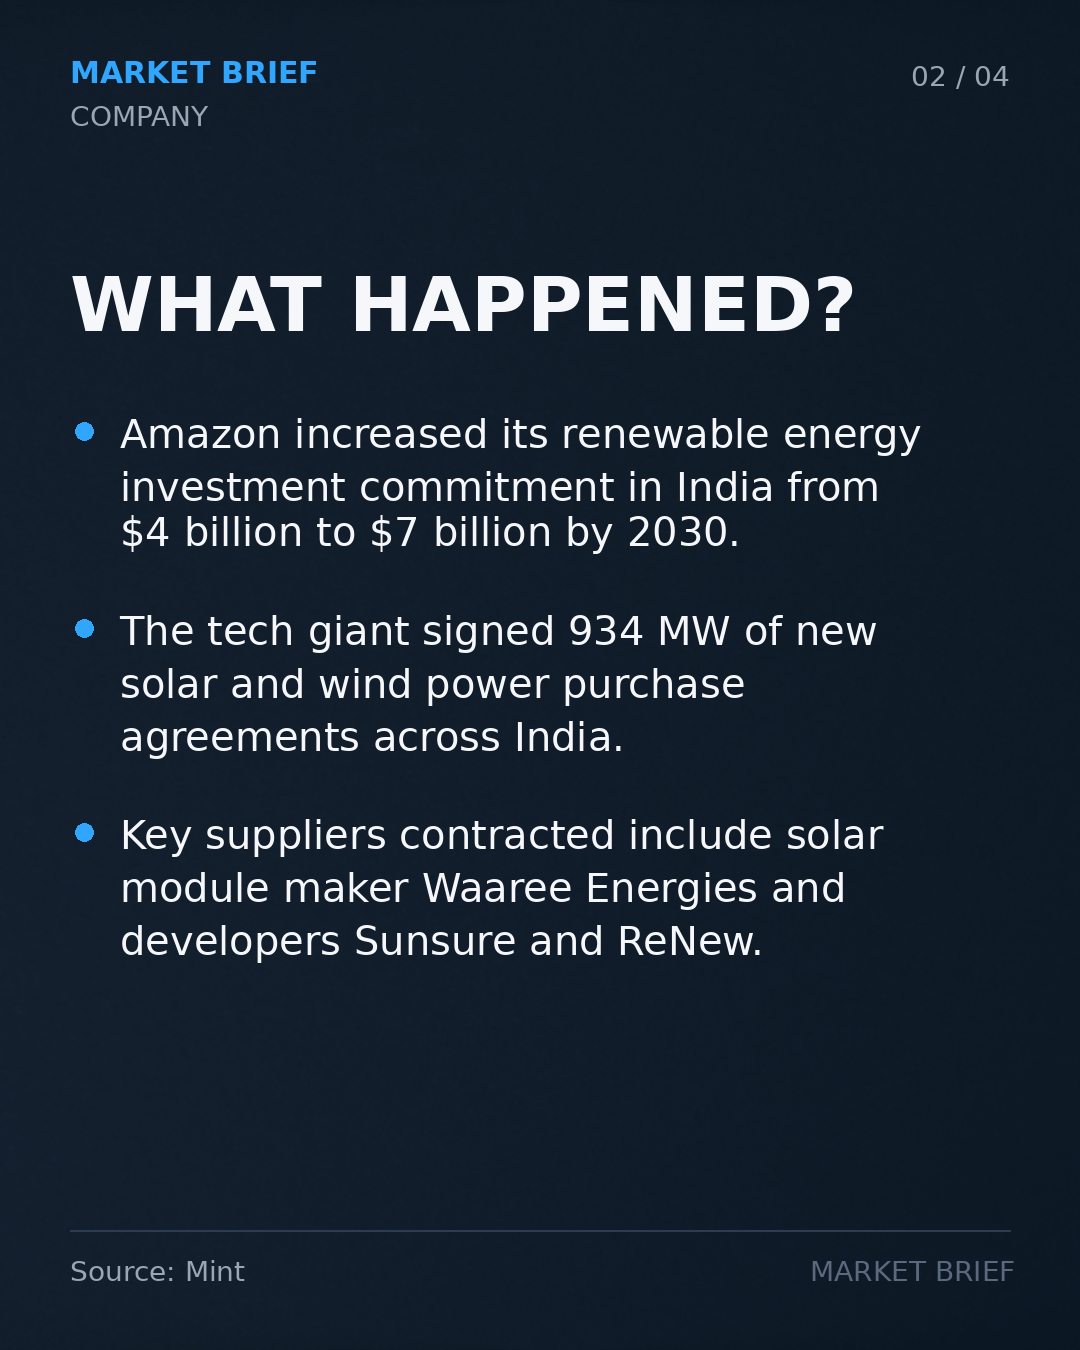 MARKET BRIEF
COMPANY
02 / 04
WHAT HAPPENED?
Amazon increased its renewable energy
investment commitment in India from
$4 billion to $7 billion by 2030.
The tech giant signed 934 MW of new
solar and wind power purchase
agreements across India.
Key suppliers contracted include solar
module maker Waaree Energies and
developers Sunsure and ReNew.
Source: Mint
MARKET BRIEF